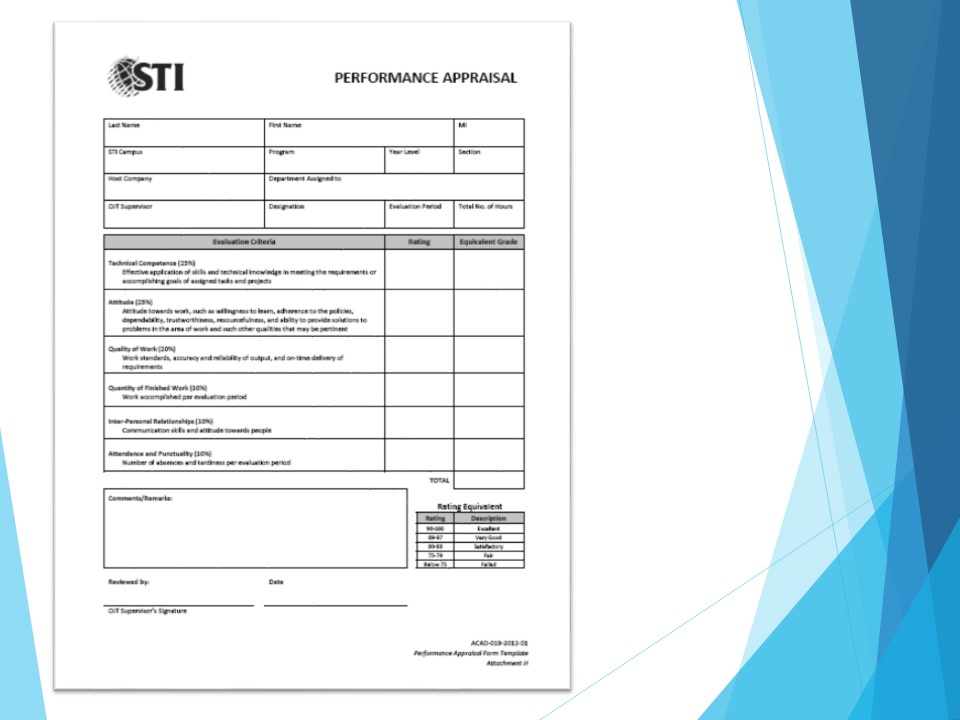 STI
PERFORMANCE APPRAISAL
Last Name First Name MI
STI Campus Program Year Level Section
Host Company Department Assigned to
OJT Supervisor Designation Evaluation Period Total No. of Hours
Evaluation Criteria Rating Equivalent Grade
Technical Competence (25%)
Effective application of skills and technical knowledge in meeting the requirements or
accomplishing goals of assigned tasks and projects
Attitude (25%)
Attitude towards work, such as willingness to learn, adherence to the policies,
dependability, trustworthiness, resourcefulness, and ability to provide solutions to
problems in the area of work and such other qualities that may be pertinent
Quality of Work (20%)
Work standards, accuracy and reliability of output, and on-time delivery of
requirements
Quantity of Finished Work (10%)
Work accomplished per evaluation period
Inter-Personal Relationships (10%)
Communication skills and attitude towards people
Attendance and Punctuality (10%)
Number of absences and tardiness per evaluation period
TOTAL
Comments/Remarks:
Rating Equivalent
Rating Description
Excellent
Very Good
Satisfactory
75-79 Fair
Below 75 Failed
Reviewed by: Date
OJT Supervisor's Signature
ACAD-019-2012-01
Performance Appraisal Form Template
Attachment H